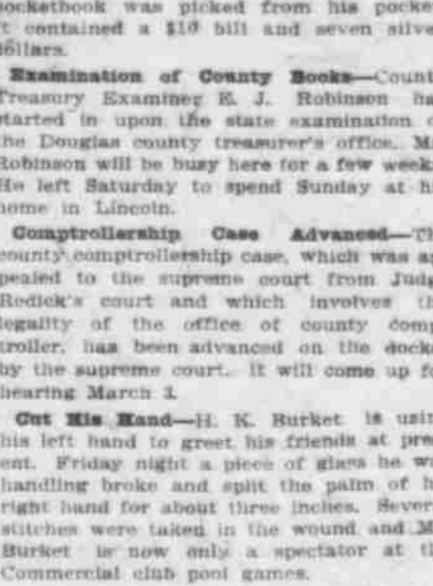 pocketbook was picked from his pocke
t contained a $10 bill and seven silve
dollars.
Examination of County Books—Count
Treasury Examiner E. J. Robinson ha
started in upon the state examination o
the Douglas county treasurer's office. M
Robinson will be busy here for a few week
He left Saturday to spend Sunday at hi
home in Lincoln.
Comptrollership Case Advanced—Th
county comptrollership case, which was ap
pealed to the supreme court from Judg
Redick's court and which involves th
legality of the office of county comp
troller, has been advanced on the docke
by the supreme court. It will come up fo
hearing March 3.
Cut His Hand—H. K. Burket is usin
his left hand to greet his friends at pres
ent. Friday night a piece of glass he wa
handling broke and split the palm of h
right hand for about three inches. Sever
stitches were taken in the wound and M
Burket is now only a spectator at th
Commercial club pool games.